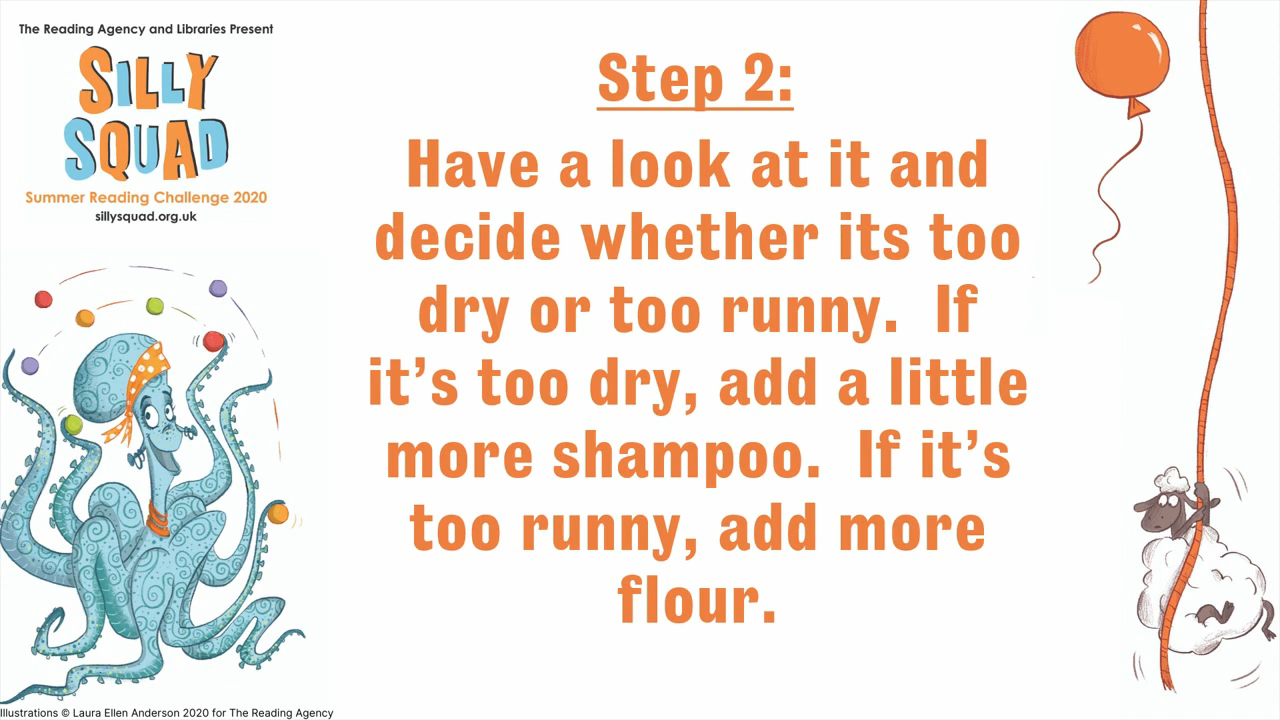 The Reading Agency and Libraries Present
SILLY
SQUAD
Summer Reading Challenge 2020
sillysquad.org.uk
Step 2:
Have a look at it and
decide whether its too
dry or too runny.  If
it’s too dry, add a little
more shampoo.  If it’s
too runny, add more
flour.
Illustrations © Laura Ellen Anderson 2020 for The Reading Agency